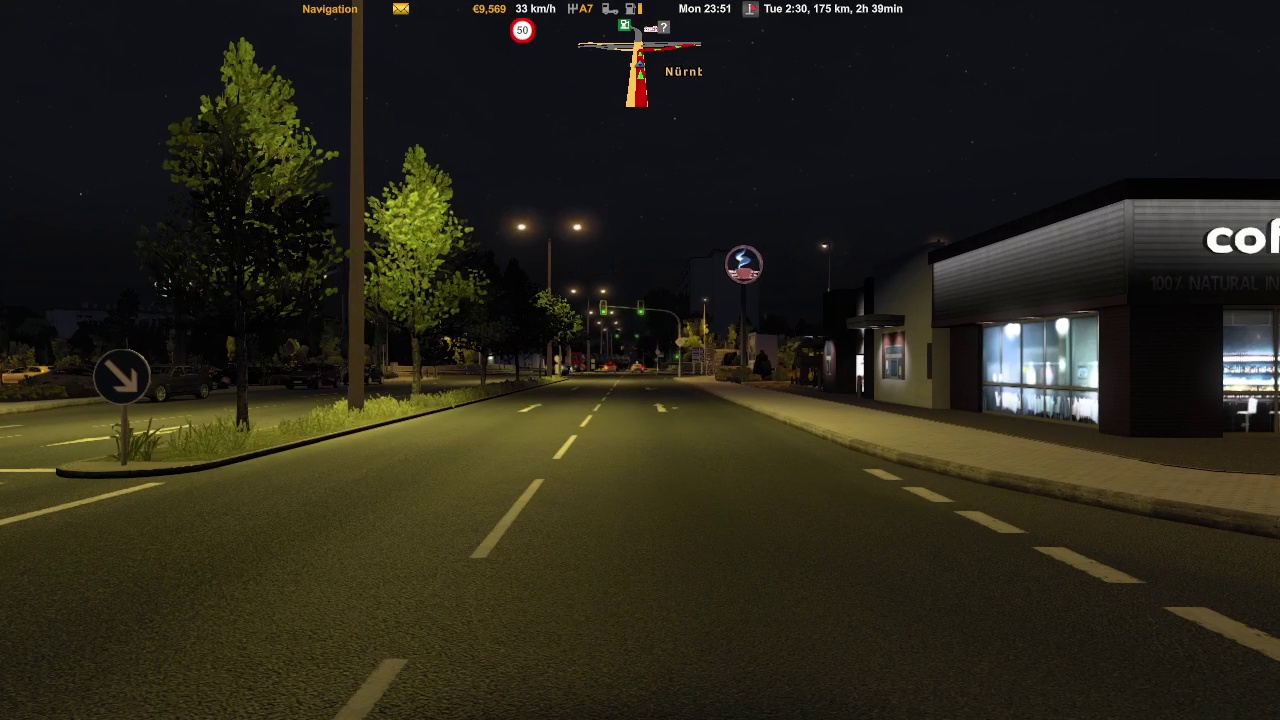 Navigation €9,569 33 km/h A7 Mon 23:51 Tue 2:30, 175 km, 2h 39min
50
?
Nürnb
cof
100% NATURAL IN